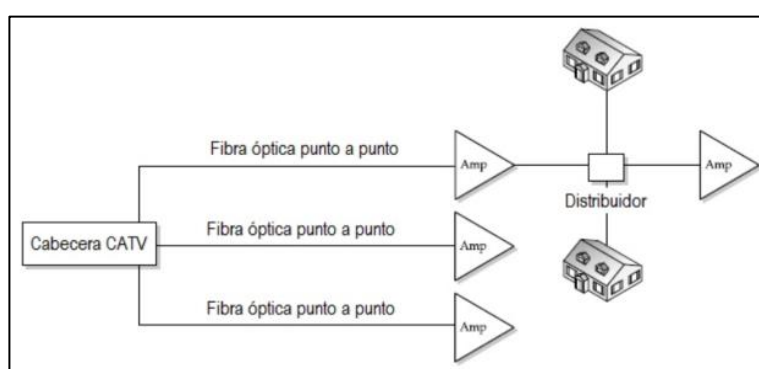 Fibra óptica punto a punto
Amp
Amp
Distribuidor
Fibra óptica punto a punto
Cabecera CATV
Amp
Fibra óptica punto a punto
Amp